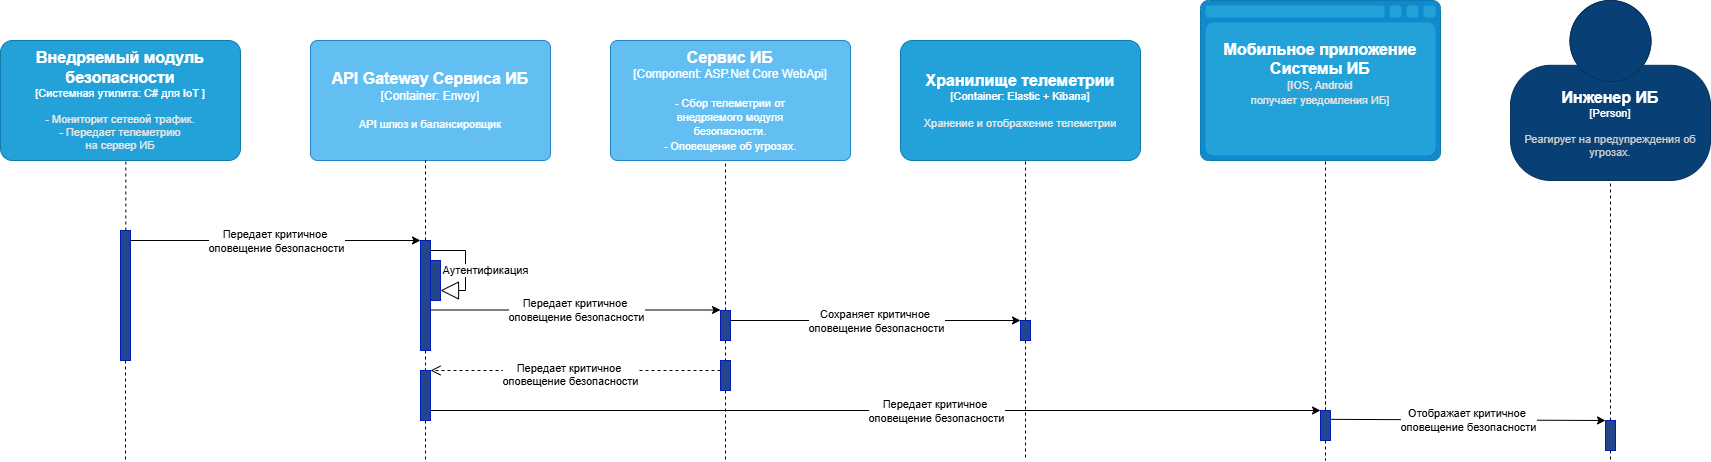 Внедряемый модуль
безопасности
[Системная утилита: C# для IoT ]
- Мониторит сетевой трафик.
- Передает телеметрию
на сервер ИБ
API Gateway Сервиса ИБ
[Container: Envoy]
API шлюз и балансировщик
Сервис ИБ
[Component: ASP.Net Core WebApi]
- Сбор телеметрии от
внедряемого модуля
безопасности.
- Оповещение об угрозах.
Хранилище телеметрии
[Container: Elastic + Kibana]
Хранение и отображение телеметрии
Мобильное приложение
Системы ИБ
[IOS, Android
получает уведомления ИБ]
Инженер ИБ
[Person]
Реагирует на предупреждения об
угрозах.
Передает критичное
оповещение безопасности
Аутентификация
Передает критичное
оповещение безопасности
Сохраняет критичное
оповещение безопасности
Передает критичное
оповещение безопасности
Передает критичное
оповещение безопасности
Отображает критичное
оповещение безопасности